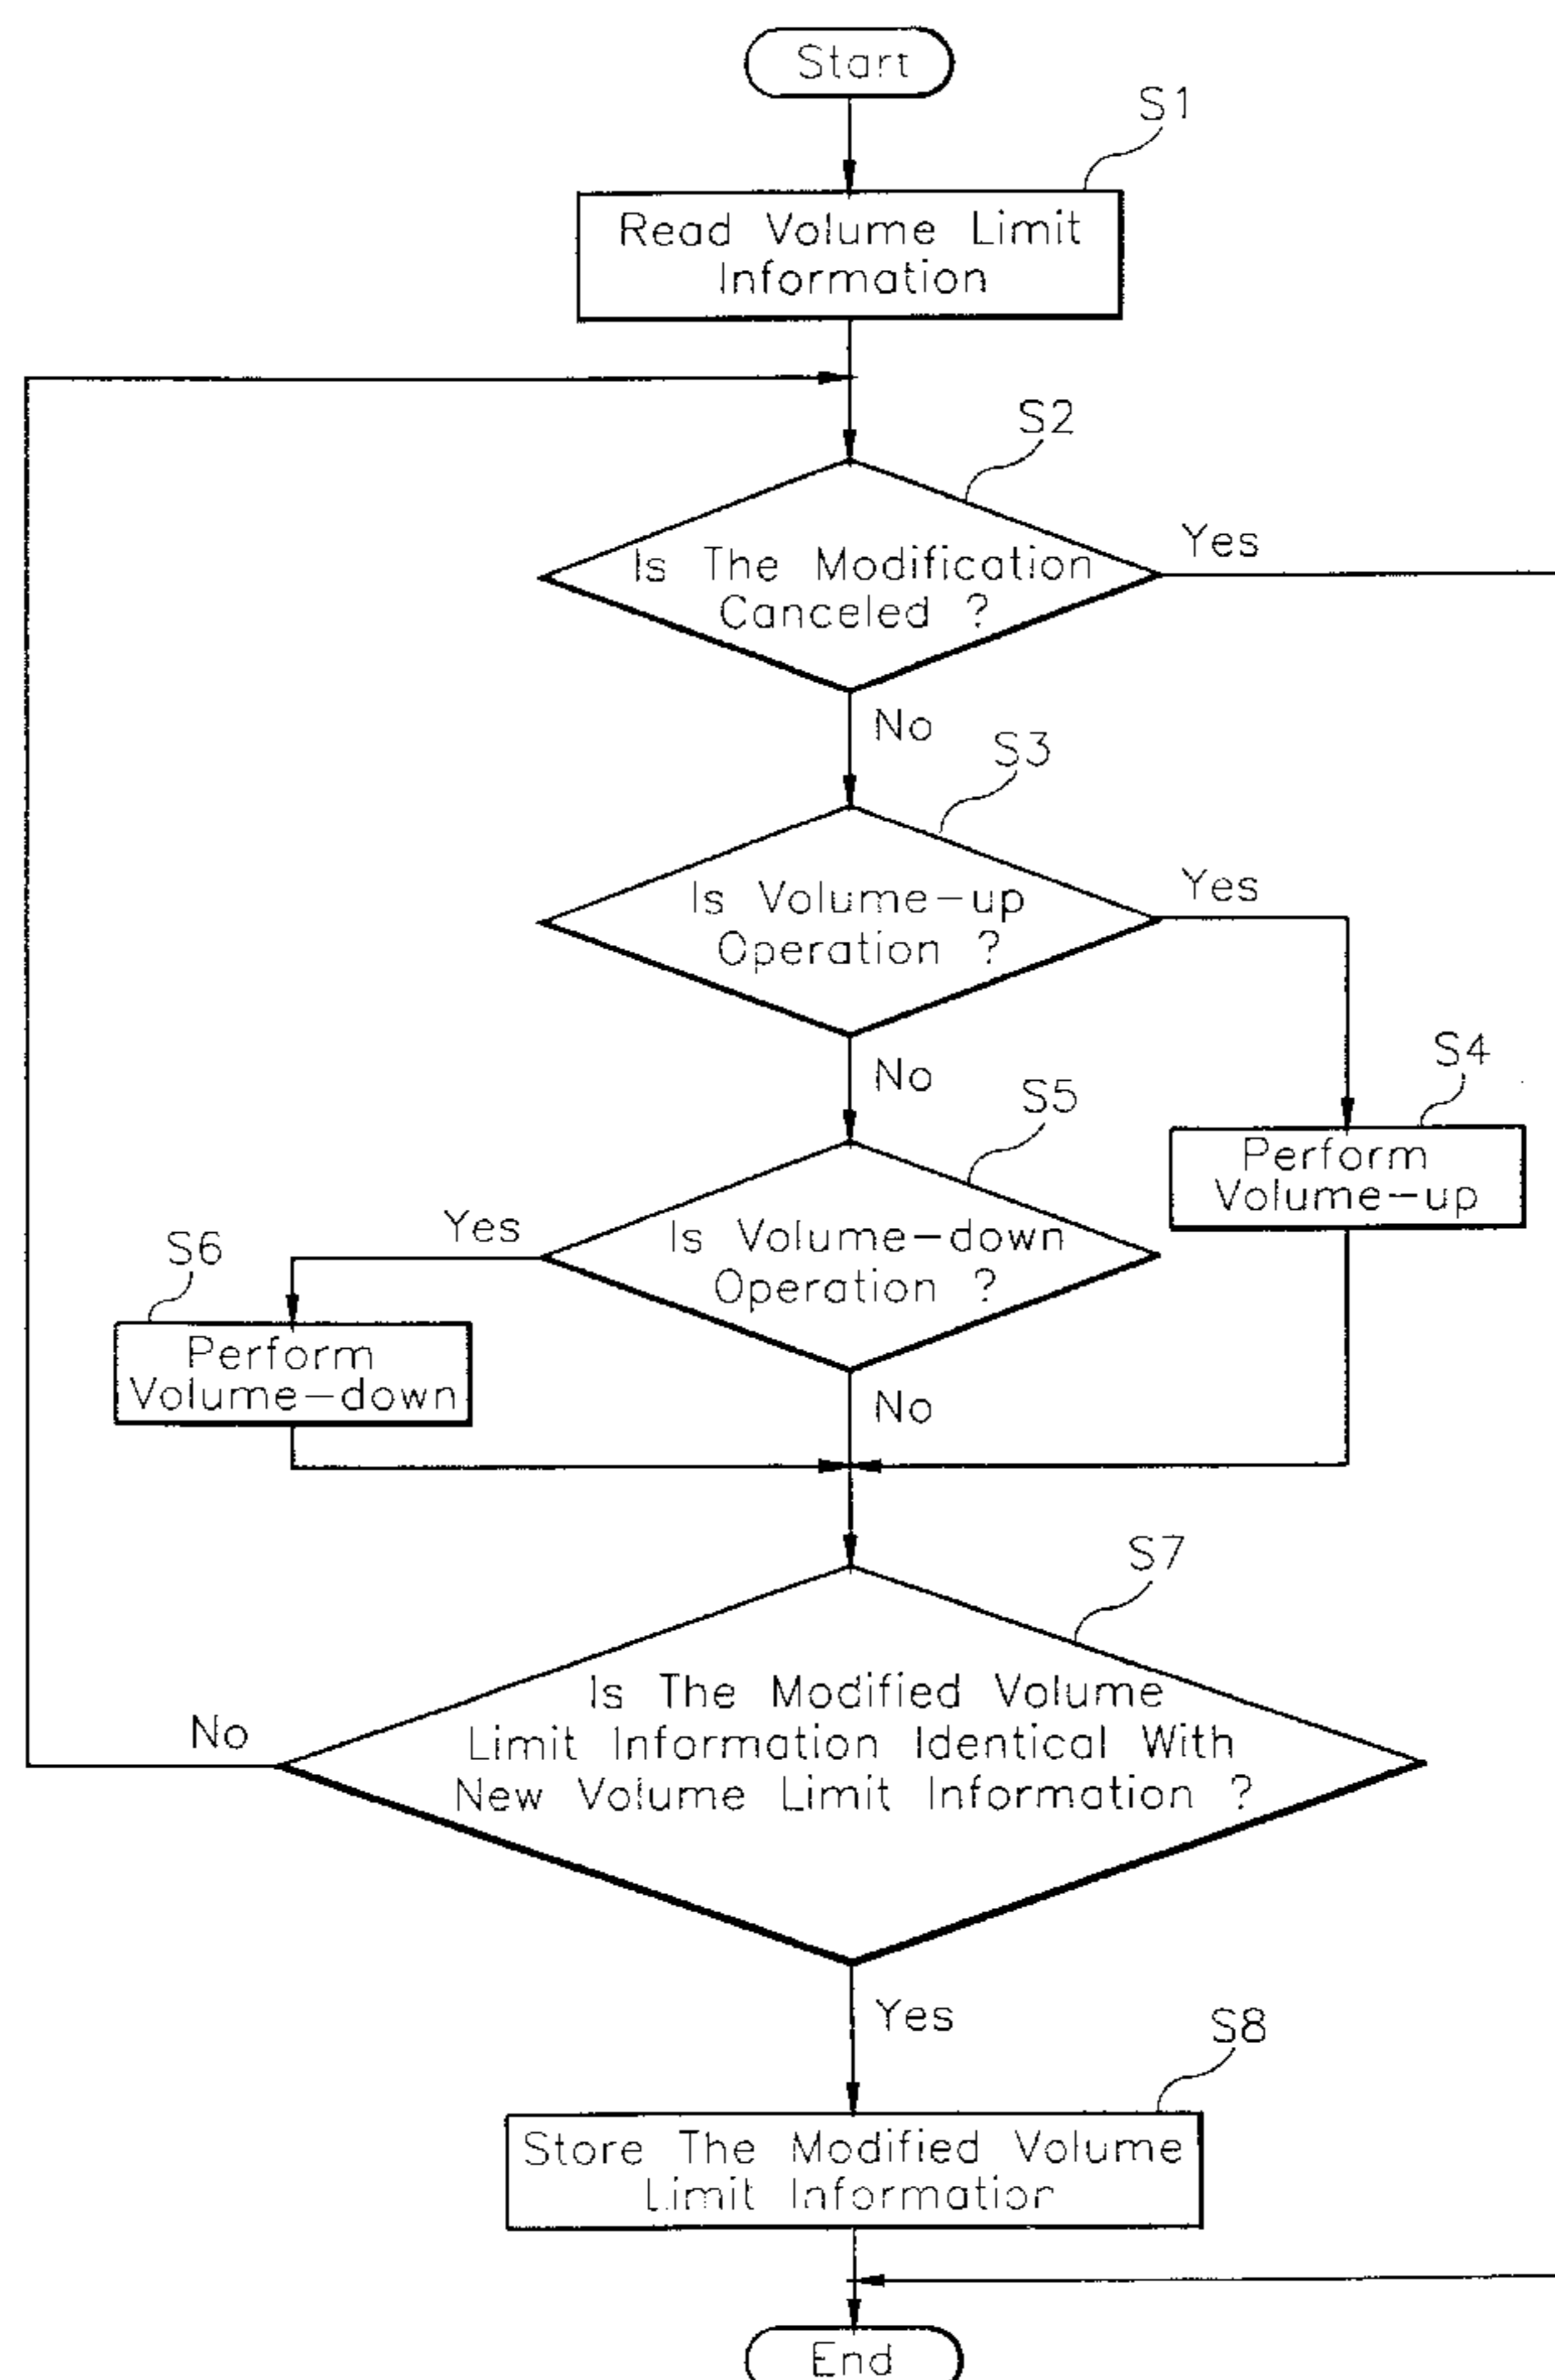 Start
S1
Read Volume Limit
Information
S2
Is The Modification
Canceled ?
Yes
No
S3
Is Volume-up
Operation ?
Yes
No
S4
Perform
Volume-up
S5
Is Volume-down
Operation ?
Yes
No
S6
Perform
Volume-down
S7
Is The Modified Volume
Limit Information Identical With
New Volume Limit Information ?
No
Yes
S8
Store The Modified Volume
Limit Information
End